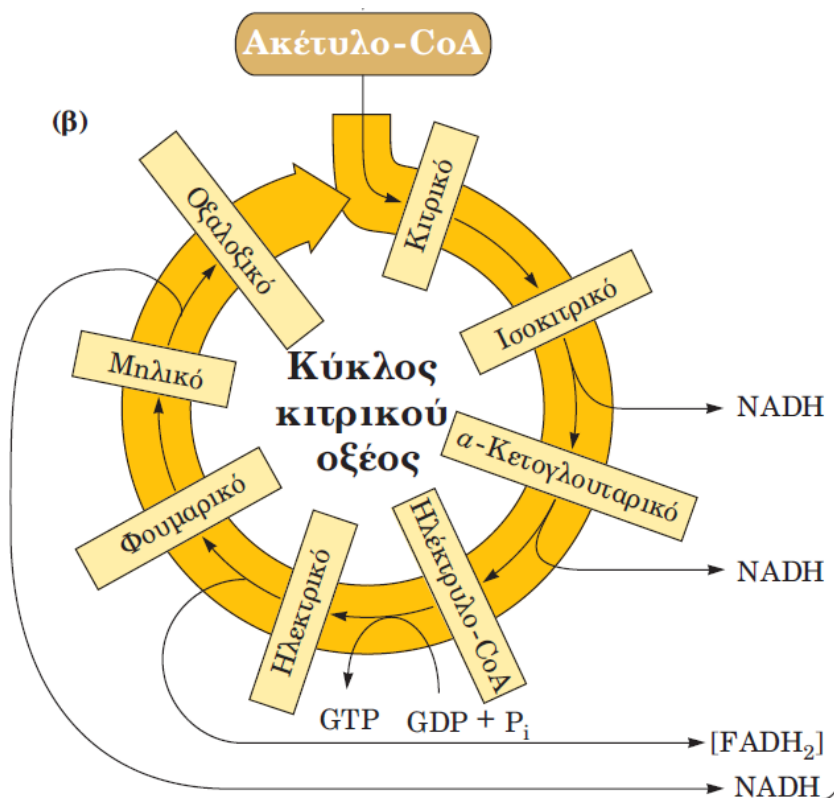 Ακέτυλο-CoA
(β)
Κιτρικό
Ισοκιτρικό
NADH
α-Κετογλουταρικό
NADH
Ηλέκτρυλο-CoA
GTP
GDP + Pi
Ηλεκτρικό
[FADH2]
Φουμαρικό
Μηλικό
NADH
Οξαλοξικό
Κύκλος
κιτρικού
οξέος